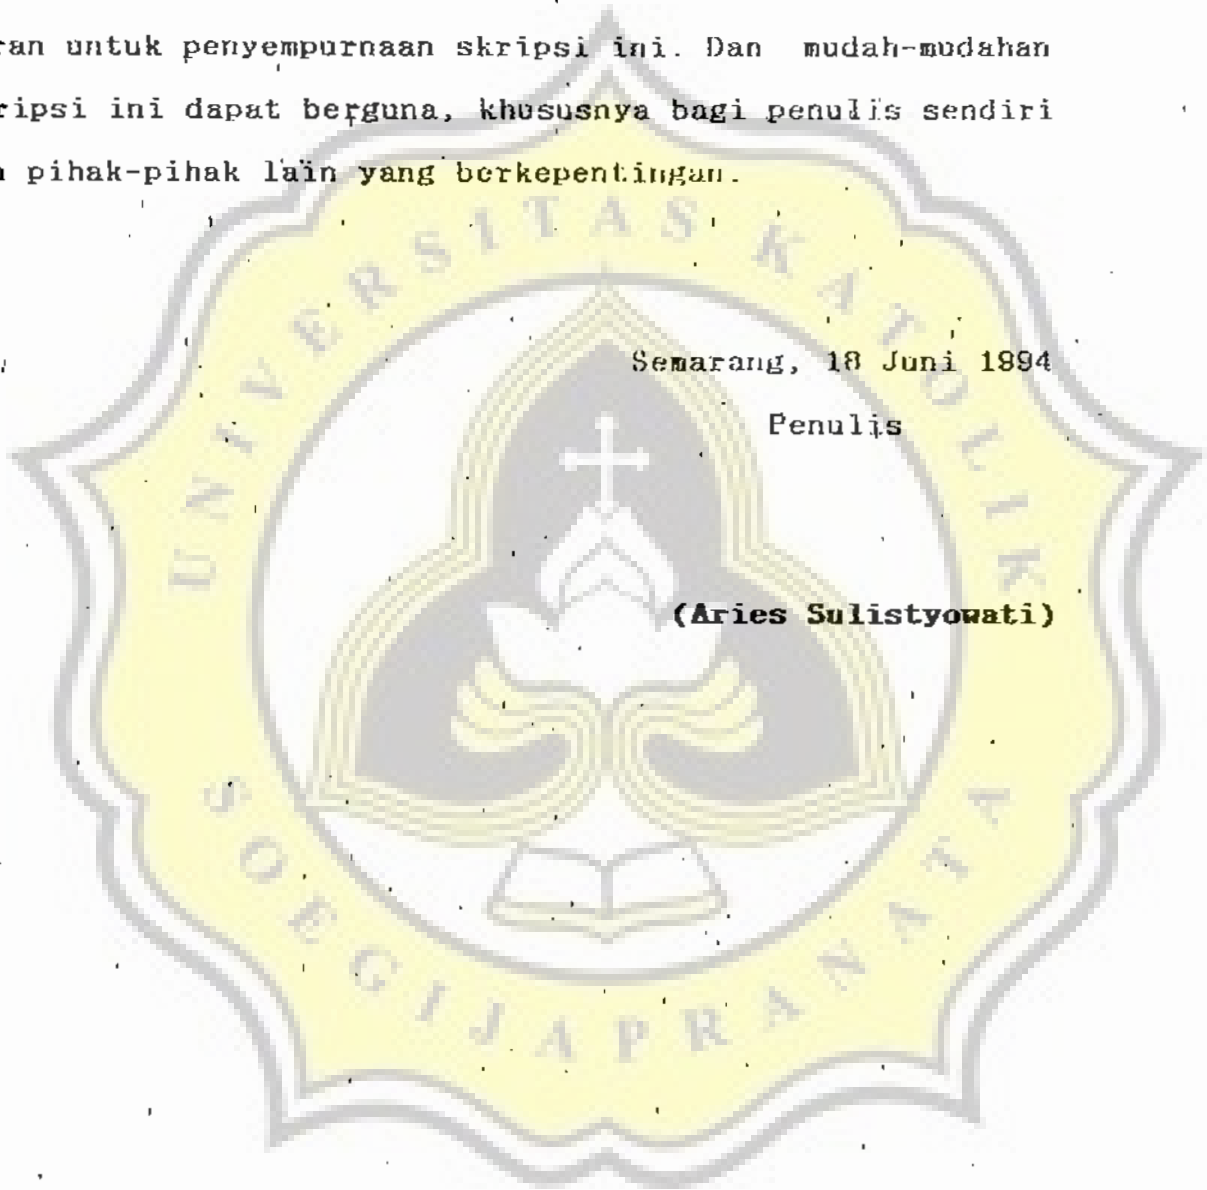 ran untuk penyempurnaan skripsi ini. Dan mudah-mudahan
ripsi ini dapat berguna, khususnya bagi penulis sendiri
pihak-pihak lain yang berkepentingan.
UNIVERSITAS KATOLIK
Semarang, 18 Juni 1994
Penulis
(Aries Sulistyowati)
SOEGIJAPRANATA